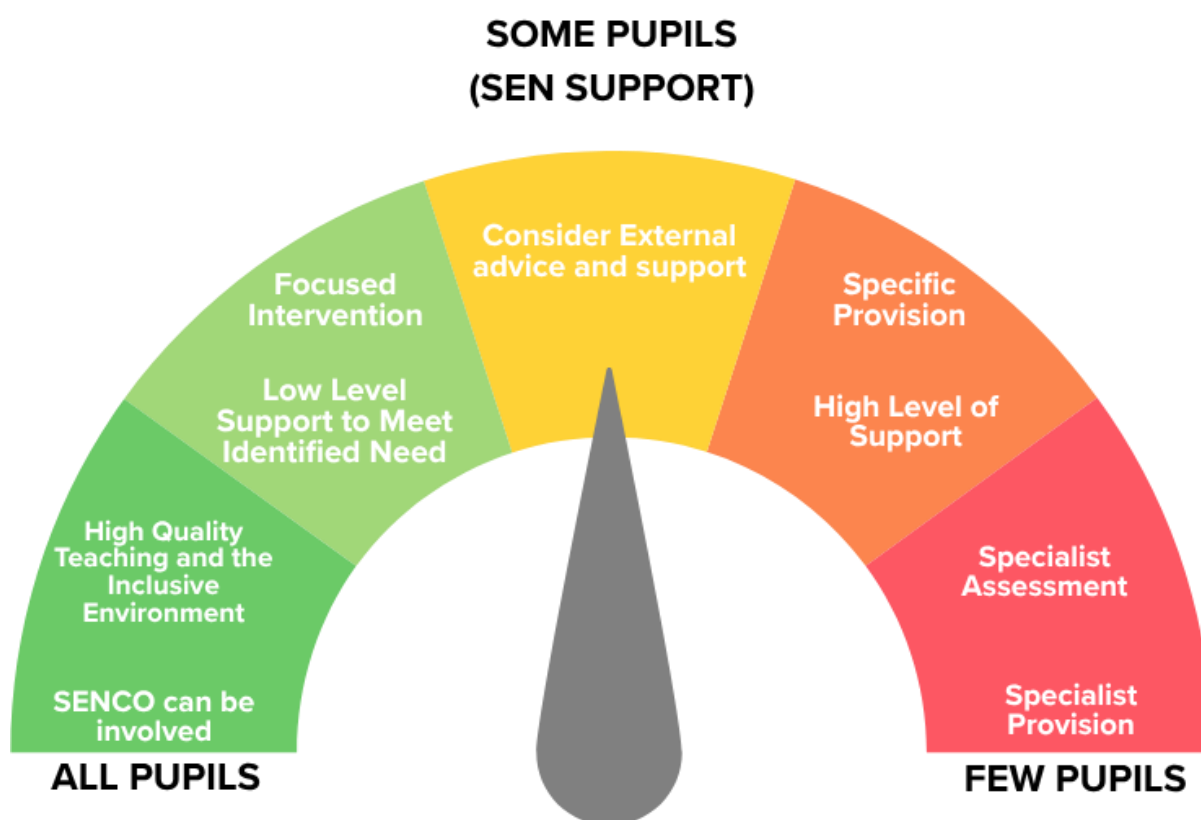 SOME PUPILS
(SEN SUPPORT)
Consider External
advice and support
Focused
Intervention
Low Level
Support to Meet
Identified Need
Specific
Provision
High Level of
Support
High Quality
Teaching and the
Inclusive
Environment
SENCO can be
involved
Specialist
Assessment
Specialist
Provision
ALL PUPILS
FEW PUPILS